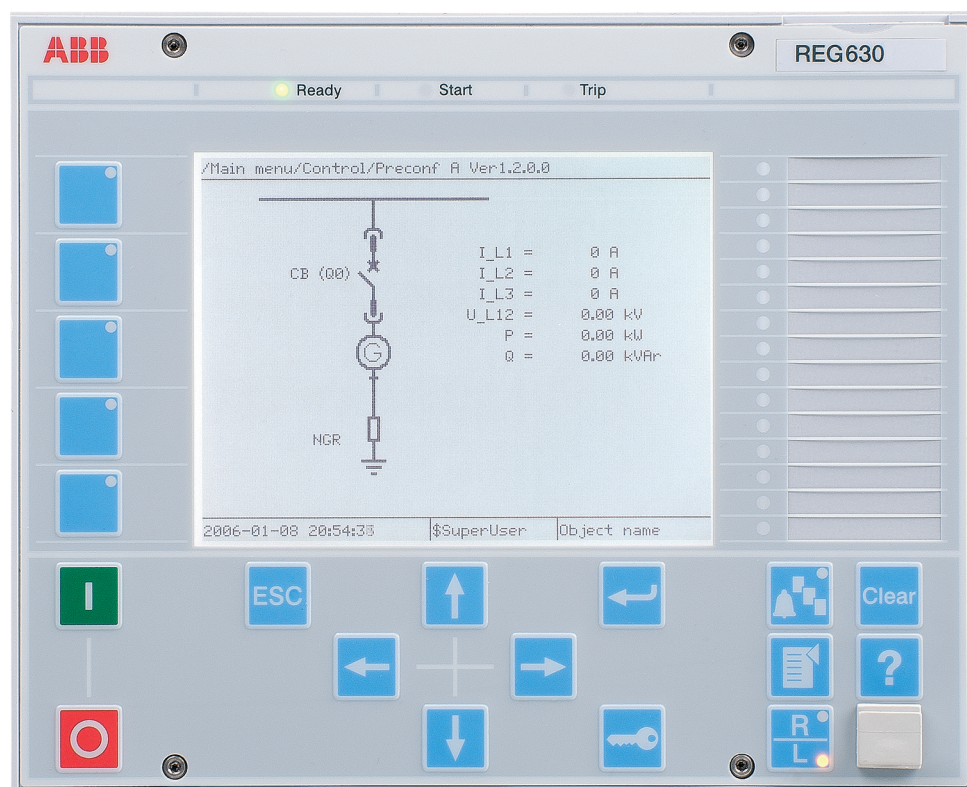 ABB
REG630
Ready Start Trip
/Main menu/Control/Preconf A Ver1.2.0.0
I_L1 = 0 A
CB (Q0)
I_L2 = 0 A
I_L3 = 0 A
U_L12 = 0.00 kV
P = 0.00 kW
G
Q = 0.00 kVAr
NGR
2006-01-08 20:54:33 $SuperUser Object name
I
ESC
Clear
?
O
R
L